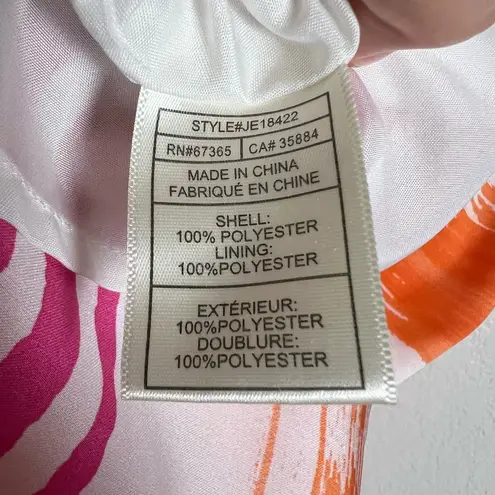 STYLE#JE18422
RN#67365 CA# 35884
MADE IN CHINA
FABRIQUÉ EN CHINE
SHELL:
100% POLYESTER
LINING:
100% POLYESTER
EXTÉRIEUR:
100%POLYESTER
DOUBLURE:
100%POLYESTER